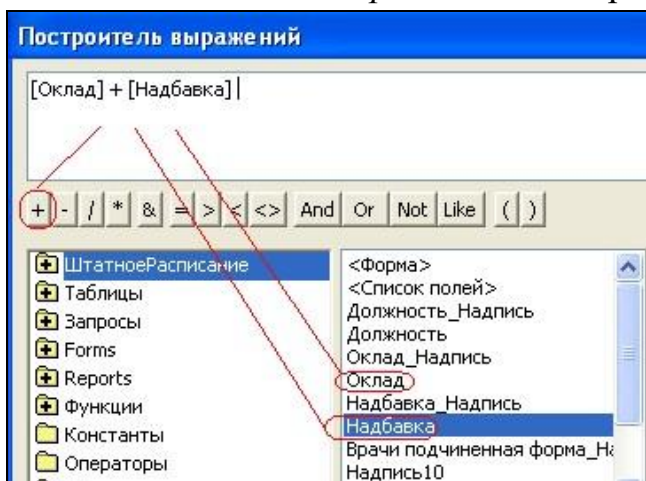 Построитель выражений
[Оклад] + [Надбавка]
+ - / * & = > < <> And Or Not Like ( )
ШтатноеРасписание
Таблицы
Запросы
Forms
Reports
Функции
Константы
Операторы
<Форма>
<Список полей>
Должность_Надпись
Должность
Оклад_Надпись
Оклад
Надбавка_Надпись
Надбавка
Врачи подчиненная форма_На
Надпись10